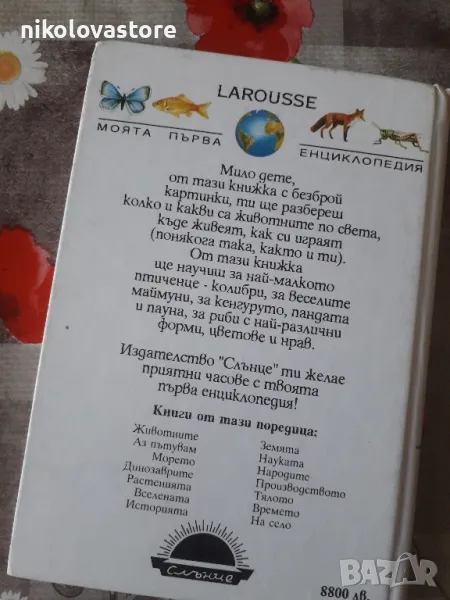 nikolovastore
LAROUSSE
МОЯТА ПЪРВА ЕНЦИКЛОПЕДИЯ
Мило дете,
от тази книжка с безброй
картинки, ти ще разбереш
колко и какви са животните по света,
къде живеят, как си играят
(понякога така, както и ти).
От тази книжка
ще научиш за най-малкото
птиченце - колибри, за веселите
маймуни, за кенгуруто, пандата
и пауна, за риби с най-различни
форми, цветове и нрав.
Издателство "Слънце" ти желае
приятни часове с твоята
първа енциклопедия!
Книги от тази поредица:
Животните
Аз пътувам
Морето
Динозаврите
Растенията
Вселената
Историята
Земята
Науката
Народите
Производството
Тялото
Времето
На село
Слънце
8800 лв.
BAZAR